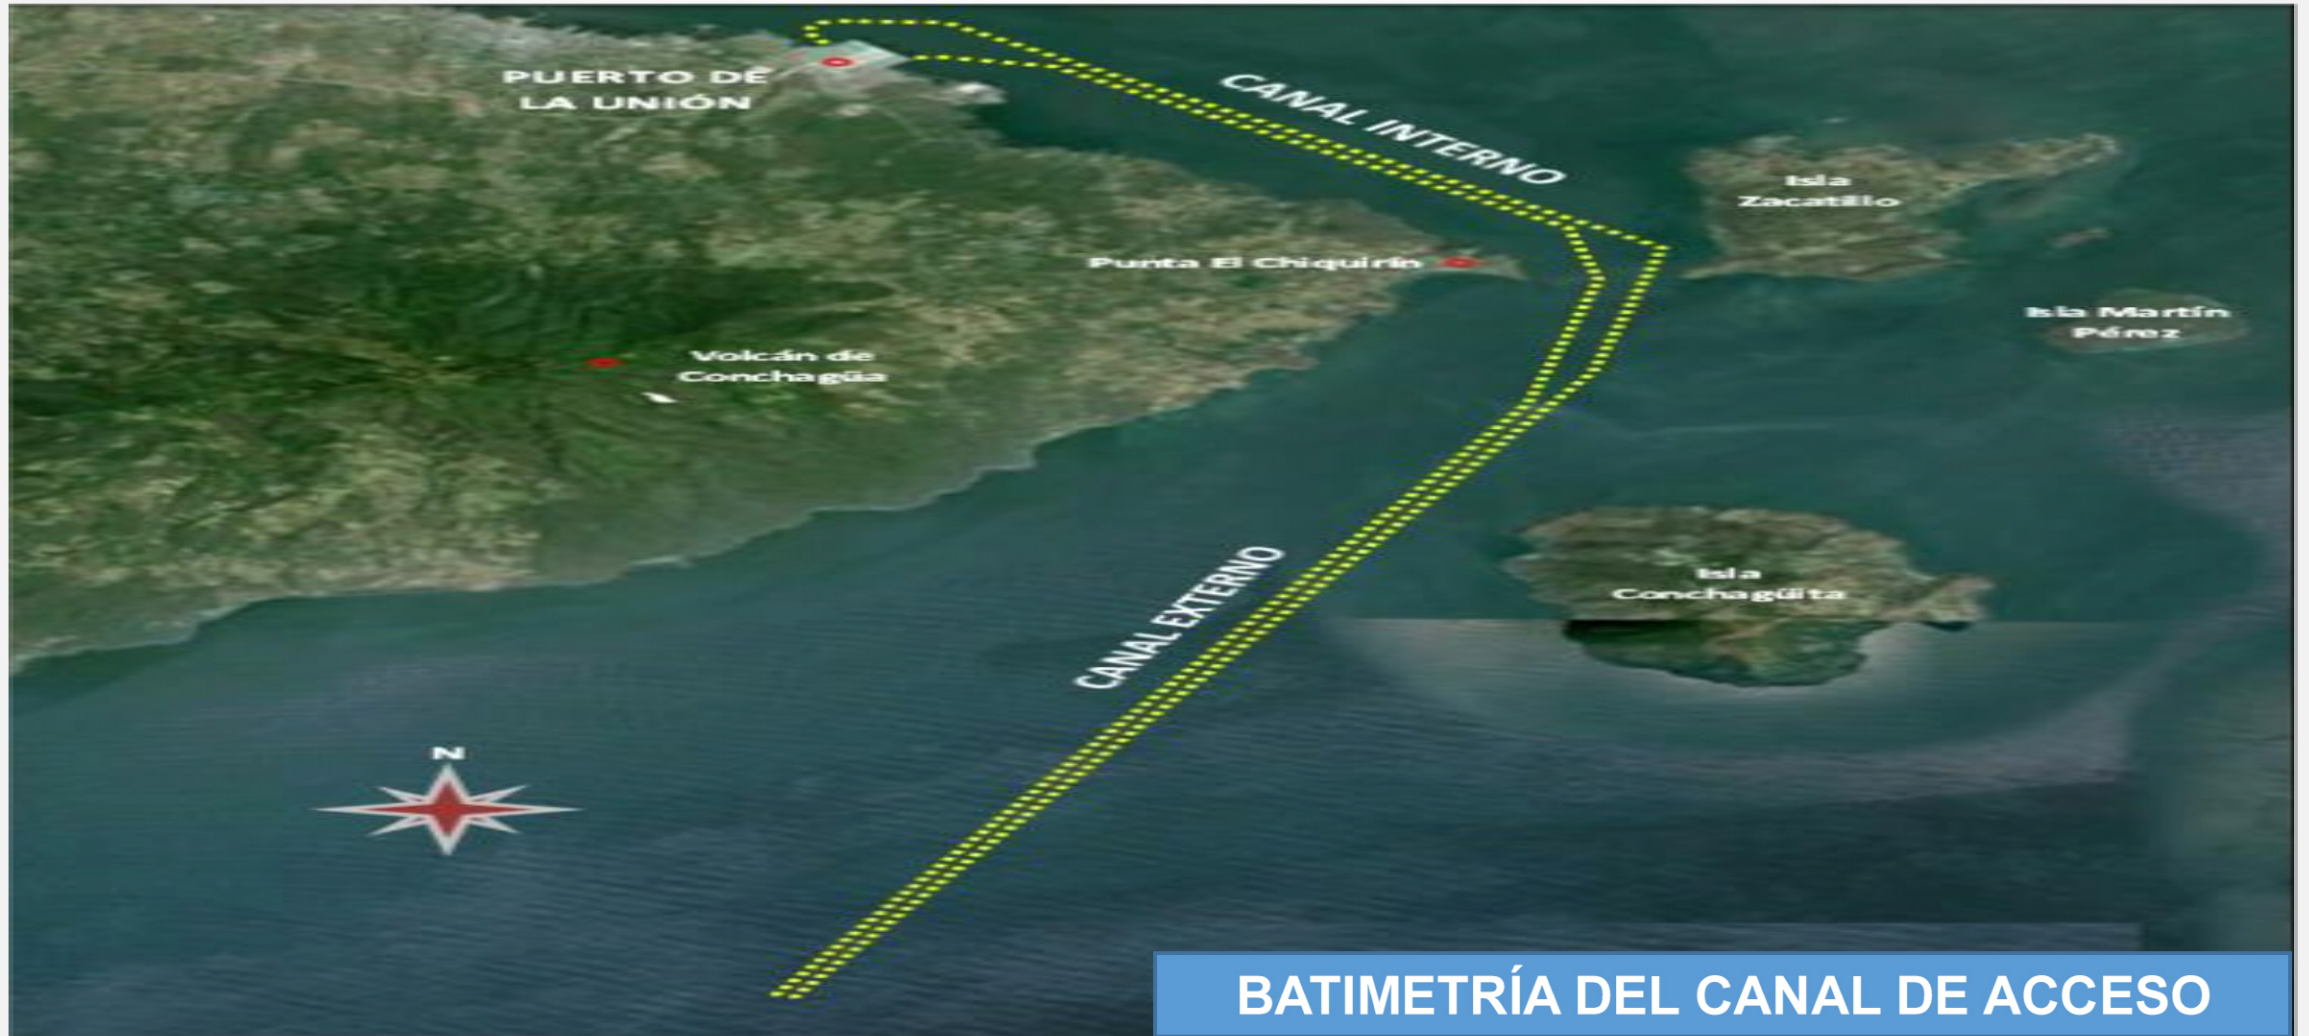 PUERTO DE
LA UNIÓN
CANAL INTERNO
Isla
Zacatillo
Punta El Chiquirín
Isla Martín
Pérez
Volcán de
Conchagüa
CANAL EXTERNO
Isla
Conchagüita
N
BATIMETRÍA DEL CANAL DE ACCESO